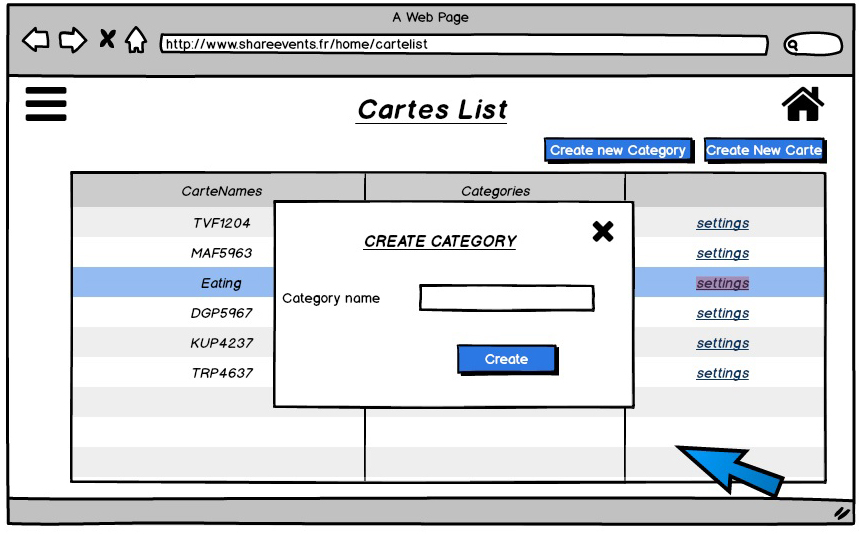 A Web Page
http://www.shareevents.fr/home/cartelist
Cartes List
Create new Category
Create New Carte
CarteNames Categories
TVF1204 settings
MAF5963 settings
Eating settings
DGP5967 settings
KUP4237 settings
TRP4637 settings
CREATE CATEGORY
Category name
Create